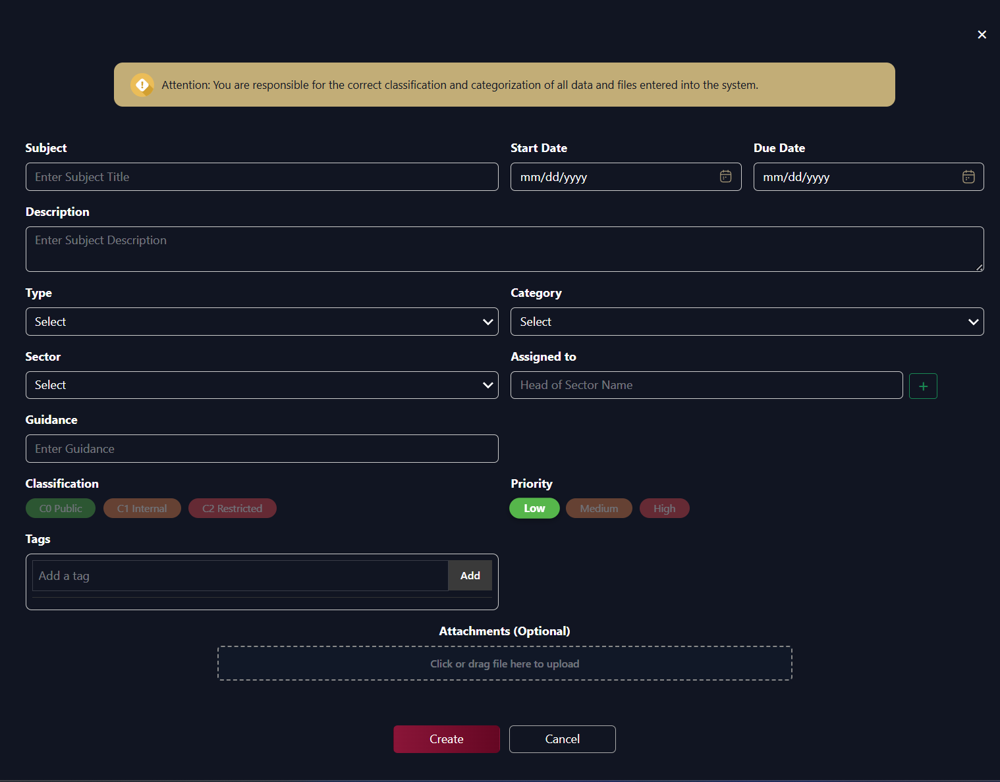 Attention: You are responsible for the correct classification and categorization of all data and files entered into the system.
Subject
Start Date
Due Date
Enter Subject Title
mm/dd/yyyy
mm/dd/yyyy
Description
Enter Subject Description
Type
Category
Select
Select
Sector
Assigned to
Select
Head of Sector Name
+
Guidance
Enter Guidance
Classification
Priority
C0 Public
C1 Internal
C2 Restricted
Low
Medium
High
Tags
Add a tag
Add
Attachments (Optional)
Click or drag file here to upload
Create
Cancel